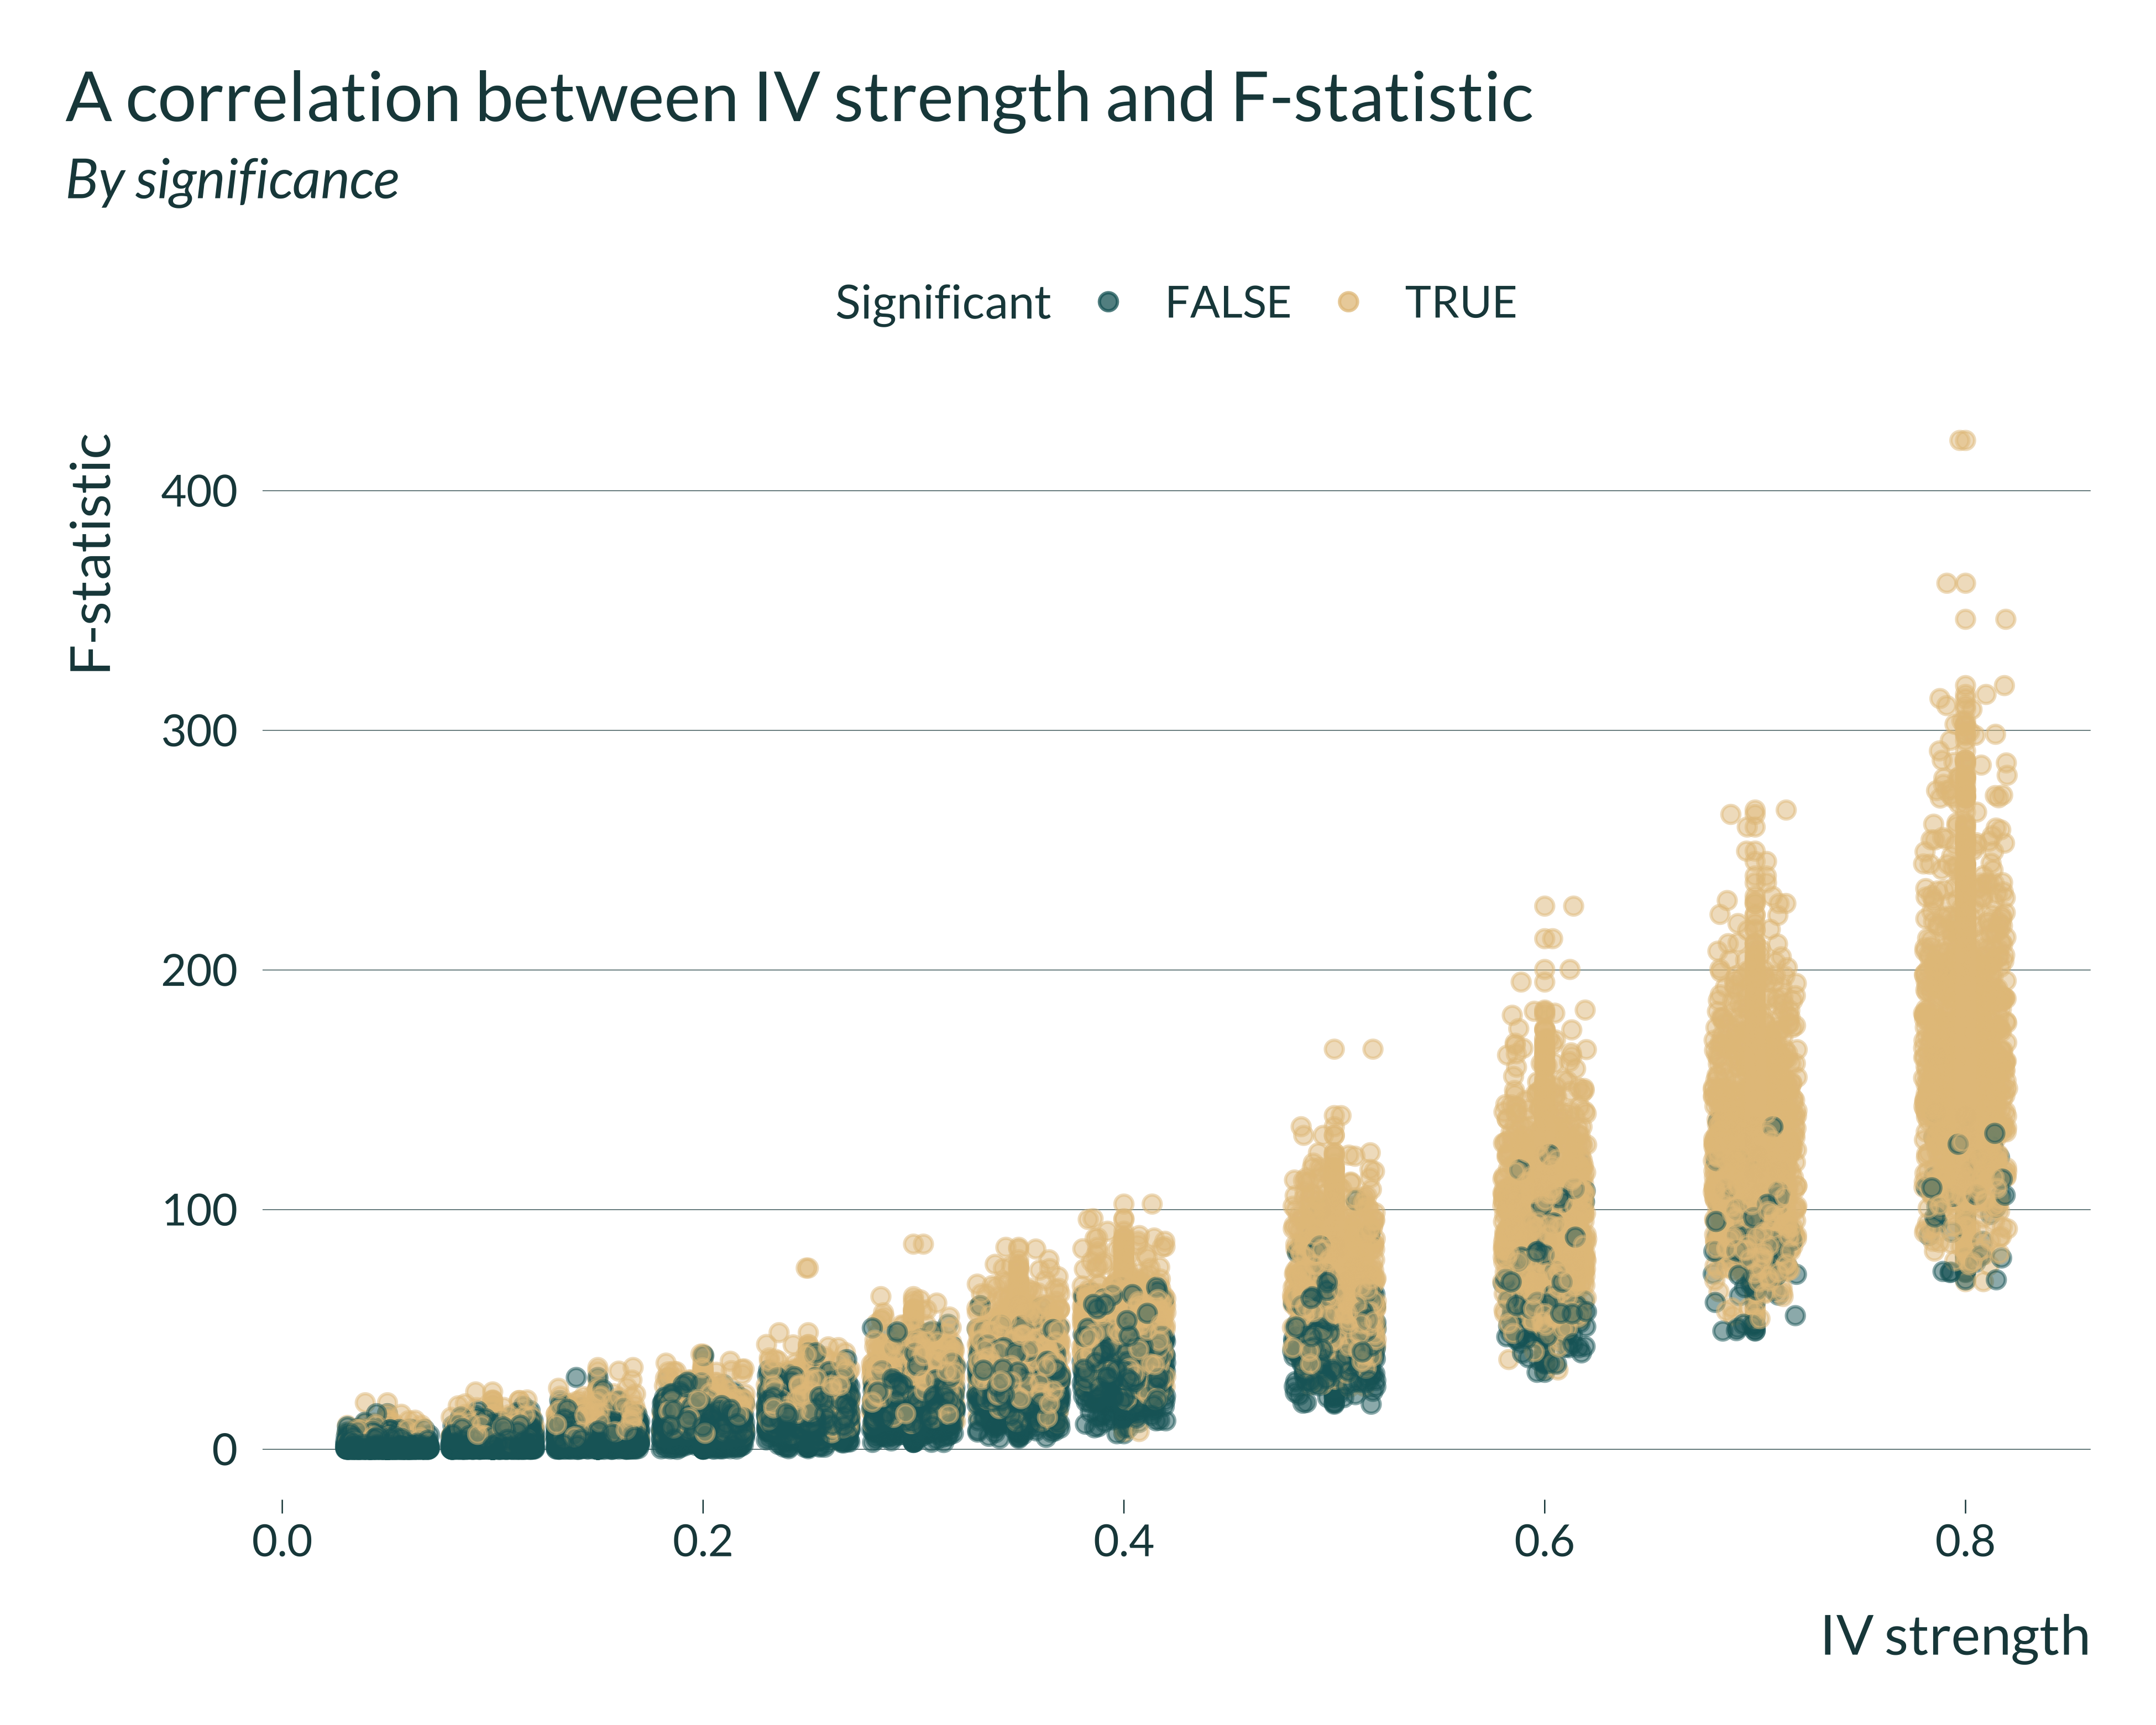 A correlation between IV strength and F-statistic
By significance
Significant FALSE TRUE
F-statistic
400
300
200
100
0
0.0 0.2 0.4 0.6 0.8
IV strength